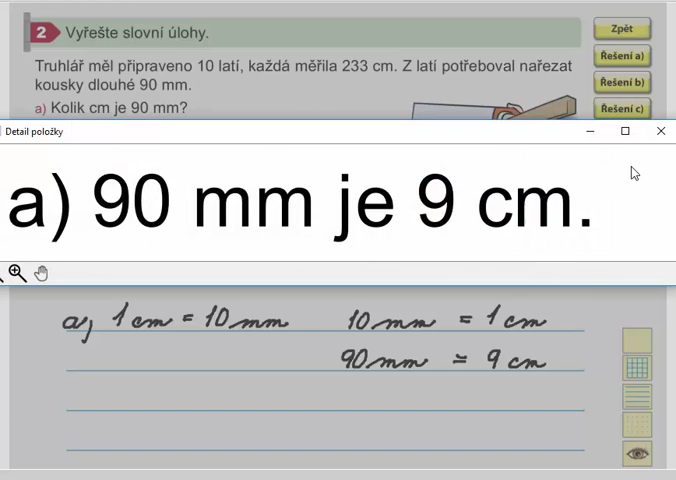 2 Vyřešte slovní úlohy.
Zpět
Truhlář měl připraveno 10 latí, každá měřila 233 cm. Z latí potřeboval nařezat
kousky dlouhé 90 mm.
Řešení a)
Řešení b)
a) Kolik cm je 90 mm?
Řešení c)
Detail položky
a) 90 mm je 9 cm.
a) 1 cm = 10 mm 10 mm = 1 cm
90 mm = 9 cm